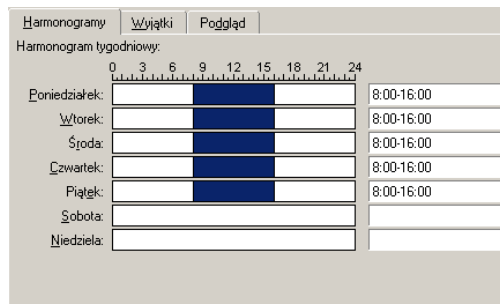 Harmonogramy Wyjątki Podgląd
Harmonogram tygodniowy:
0 3 6 9 12 15 18 21 24
Poniedziałek: 8:00-16:00
Wtorek: 8:00-16:00
Środa: 8:00-16:00
Czwartek: 8:00-16:00
Piątek: 8:00-16:00
Sobota:
Niedziela: